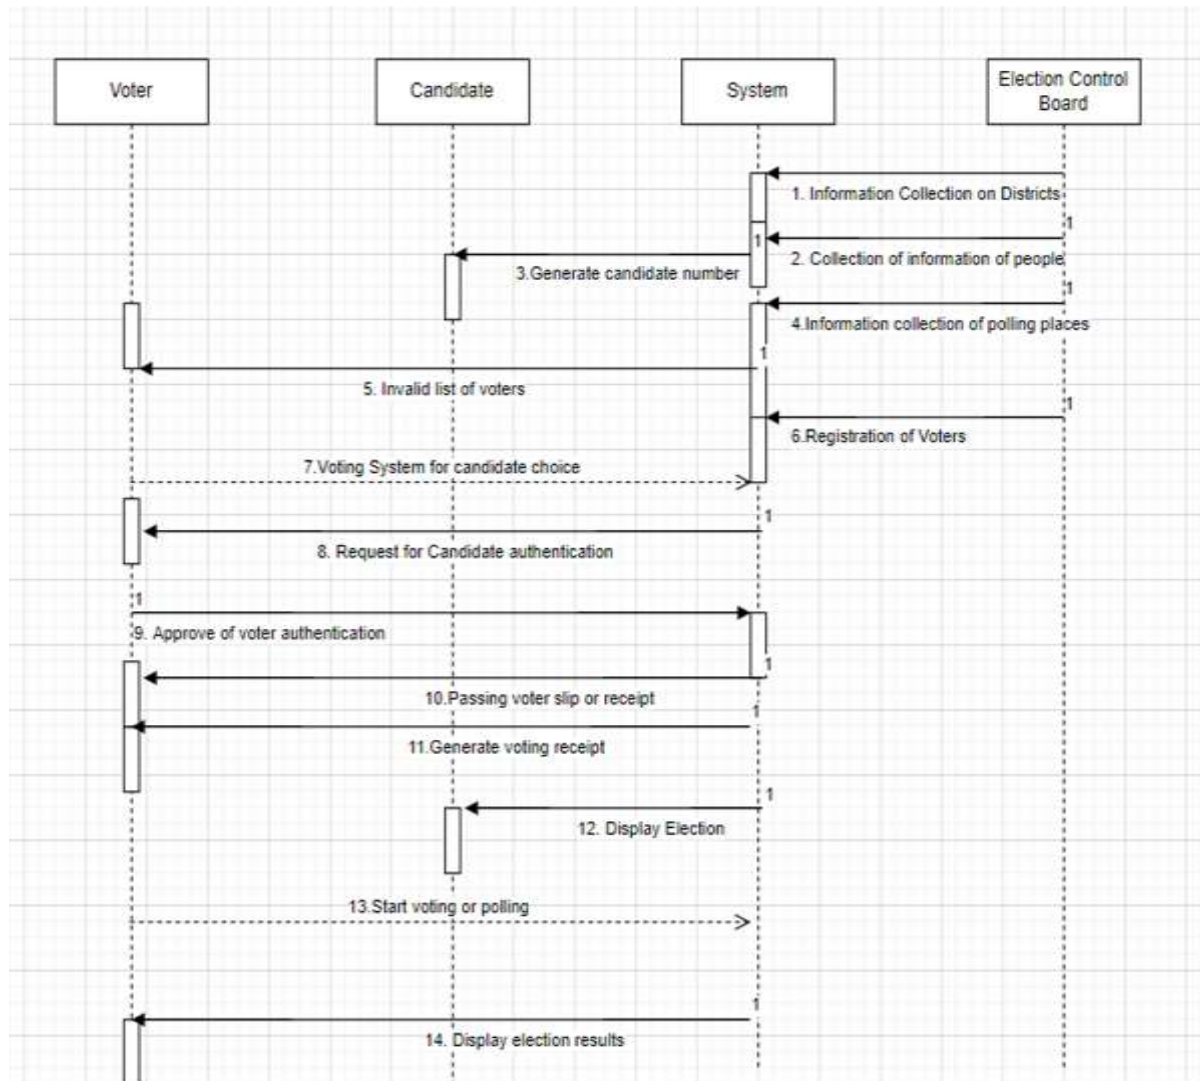 Voter
Candidate
System
Election Control
Board
1. Information Collection on Districts
1
1
2. Collection of information of people
3.Generate candidate number
1
4.Information collection of polling places
1
5. Invalid list of voters
1
6.Registration of Voters
7.Voting System for candidate choice
1
8. Request for Candidate authentication
1
9. Approve of voter authentication
1
10.Passing voter slip or receipt
1
11.Generate voting receipt
1
12. Display Election
13.Start voting or polling
1
14. Display election results